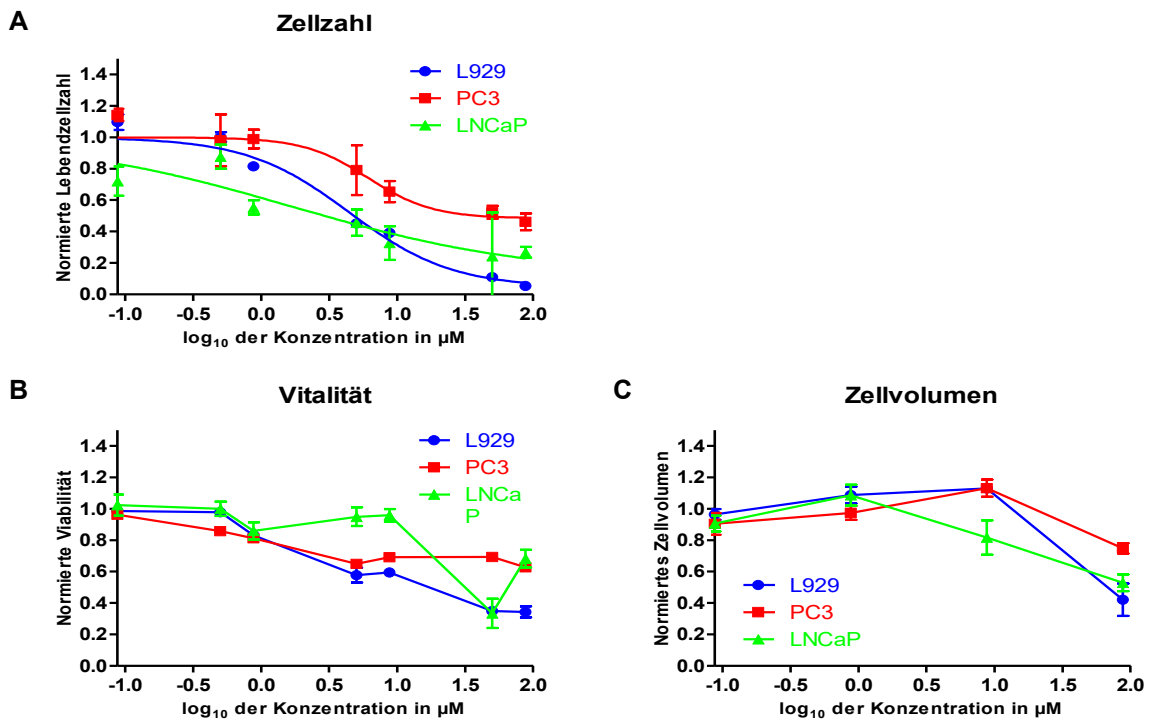 A
Zellzahl
L929
PC3
LNCaP
Normierte Lebendzellzahl
1.4
1.2
1.0
0.8
0.6
0.4
0.2
0.0
-1.0 -0.5 0.0 0.5 1.0 1.5 2.0
log₁₀ der Konzentration in µM
B
Vitalität
L929
PC3
LNCa
P
Normierte Viabilität
1.4
1.2
1.0
0.8
0.6
0.4
0.2
0.0
-1.0 -0.5 0.0 0.5 1.0 1.5 2.0
log₁₀ der Konzentration in µM
C
Zellvolumen
Normiertes Zellvolumen
1.4
1.2
1.0
0.8
0.6
0.4
0.2
0.0
L929
PC3
LNCaP
-1.0 -0.5 0.0 0.5 1.0 1.5 2.0
log₁₀ der Konzentration in µM